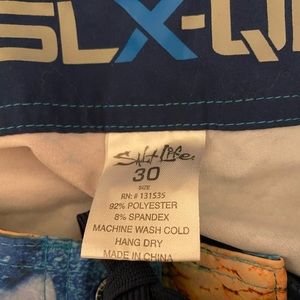 SLX-Q
Salt Life
30
SIZE
RN: # 131535
92% POLYESTER
8% SPANDEX
MACHINE WASH COLD
HANG DRY
MADE IN CHINA